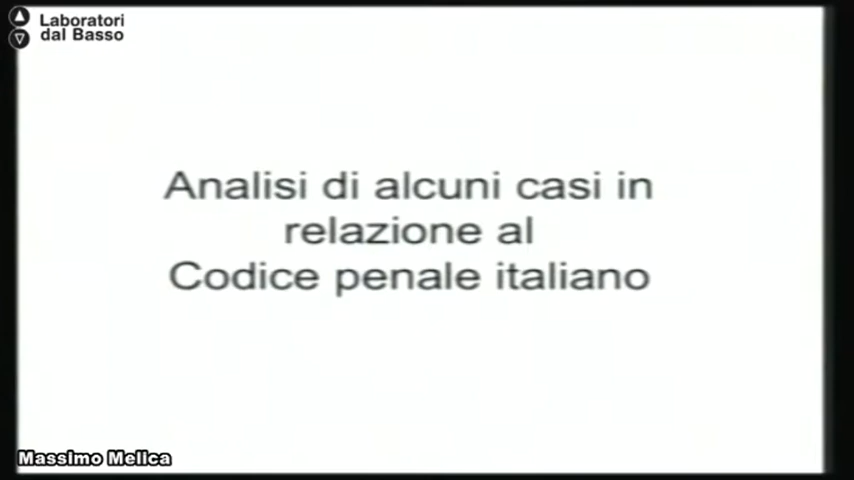 Laboratori
dal Basso
Analisi di alcuni casi in
relazione al
Codice penale italiano
Massimo Melica